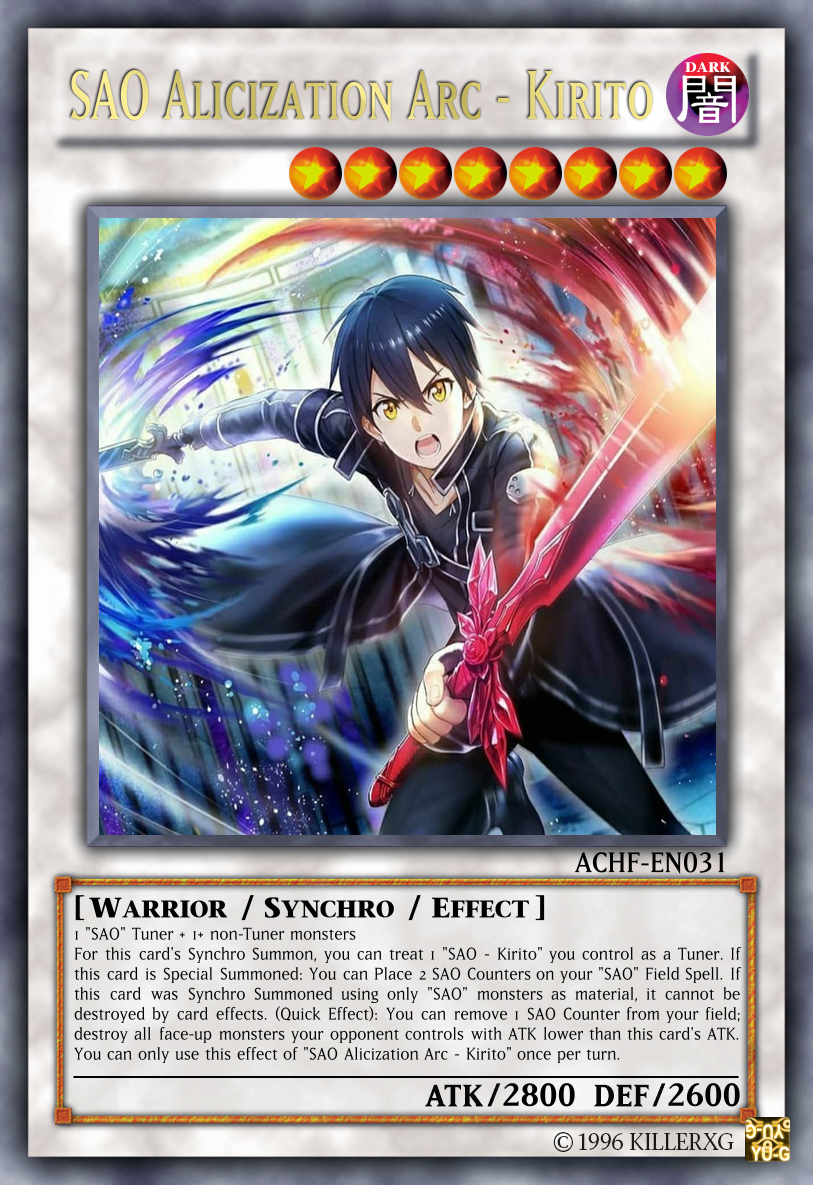 SAO Alicization Arc - Kirito
DARK
闇
ACHF-EN031
[ Warrior / Synchro / Effect ]
1 "SAO" Tuner + 1+ non-Tuner monsters
For this card's Synchro Summon, you can treat 1 "SAO - Kirito" you control as a Tuner. If
this card is Special Summoned: You can Place 2 SAO Counters on your "SAO" Field Spell. If
this card was Synchro Summoned using only "SAO" monsters as material, it cannot be
destroyed by card effects. (Quick Effect): You can remove 1 SAO Counter from your field;
destroy all face-up monsters your opponent controls with ATK lower than this card's ATK.
You can only use this effect of "SAO Alicization Arc - Kirito" once per turn.
ATK/2800 DEF/2600
© 1996 KILLERXG